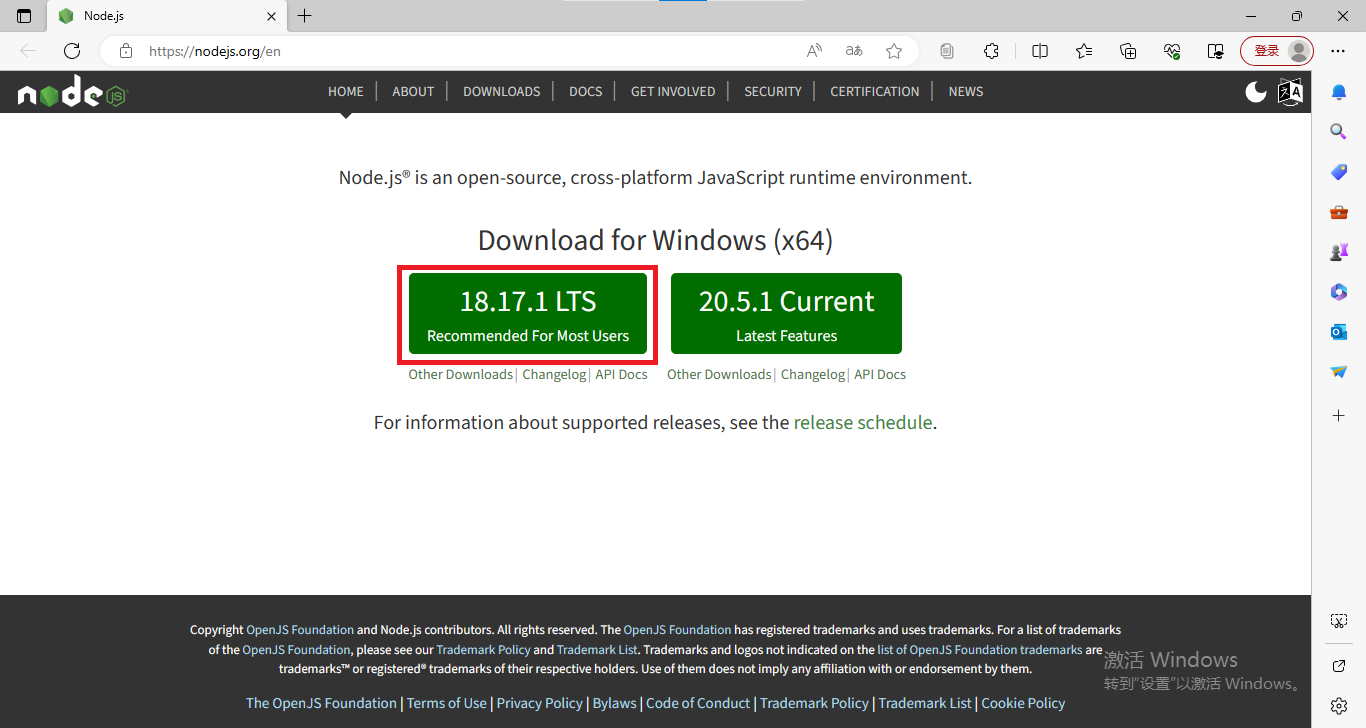 Node.js
https://nodejs.org/en
登录
node JS
HOME ABOUT DOWNLOADS DOCS GET INVOLVED SECURITY CERTIFICATION NEWS
Node.js® is an open-source, cross-platform JavaScript runtime environment.
Download for Windows (x64)
18.17.1 LTS
Recommended For Most Users
20.5.1 Current
Latest Features
Other Downloads| Changelog| API Docs
Other Downloads| Changelog| API Docs
For information about supported releases, see the release schedule.
Copyright OpenJS Foundation and Node.js contributors. All rights reserved. The OpenJS Foundation has registered trademarks and uses trademarks. For a list of trademarks
of the OpenJS Foundation, please see our Trademark Policy and Trademark List. Trademarks and logos not indicated on the list of OpenJS Foundation trademarks are
trademarks™ or registered® trademarks of their respective holders. Use of them does not imply any affiliation with or endorsement by them.
The OpenJS Foundation | Terms of Use | Privacy Policy | Bylaws | Code of Conduct | Trademark Policy | Trademark List | Cookie Policy
激活 Windows
转到“设置”以激活 Windows。